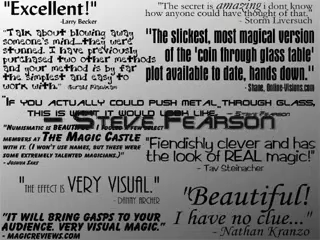 "Excellent!"
-Larry Becker
"The secret is amazing i dont know
how anyone could have thought of that."
- Storm Liversuch
"Talk about blowing away
someone's mind...they were
stunned. I have previously
purchased two other methods
and your method is by far
the simplest and easy to
work with."
"The slickest, most magical version
of the 'coin through glass tabl'
plot available to date, hands down."
- Shane, Online-Visions.com
"If you actually could push metal through glass,
this is what it would look like.
- Steve Pearson
"Numismatic is beautiful
members at The Magic Castle
with it. (I won't use names, but these were
some extremely talented magicians.)"
- Joshua Saks
"Fiendishly clever and has
the look of REAL magic!"
- Tav Steinacher
"The effect is VERY VISUAL."
- Danny Archer
"Beautiful!
I have no clue..."
- Nathan Kranzo
"It will bring gasps to your
audience. Very visual magic."
- MagicReviews.com